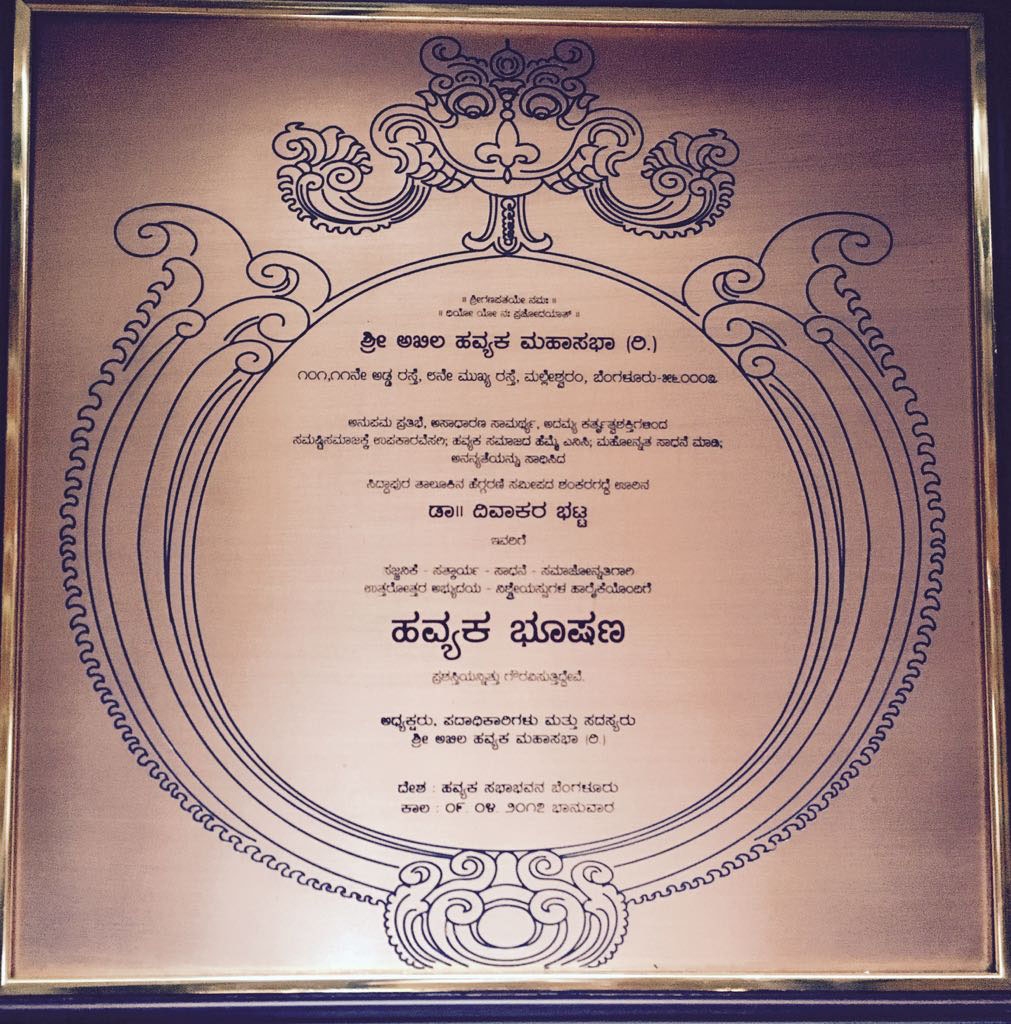 ॥ ಶ್ರೀಗಣಪತಯೇ ನಮಃ ॥
॥ ಧಿಯೋ ಯೋ ನಃ ಪ್ರಚೋದಯಾತ್ ॥
ಶ್ರೀ ಅಖಿಲ ಹವ್ಯಕ ಮಹಾಸಭಾ (ರಿ.)
೧೦೧,೧೧ನೇ ಅಡ್ಡ ರಸ್ತೆ, ೮ನೇ ಮುಖ್ಯ ರಸ್ತೆ, ಮಲ್ಲೇಶ್ವರಂ, ಬೆಂಗಳೂರು-೫೬೦೦೦೩
ಅನುಪಮ ಪ್ರತಿಭೆ, ಅಸಾಧಾರಣ ಸಾಮರ್ಥ್ಯ, ಅದಮ್ಯ ಕರ್ತೃತ್ವಶಕ್ತಿಗಳಿಂದ
ಸಮಷ್ಟಿಸಮಾಜಕ್ಕೆ ಉಪಕಾರವೆಸಗಿ; ಹವ್ಯಕ ಸಮಾಜದ ಹೆಮ್ಮೆ ಎನಿಸಿ; ಮಹೋನ್ನತ ಸಾಧನೆ ಮಾಡಿ;
ಅನನ್ಯತೆಯನ್ನು ಸಾಧಿಸಿದ
ಸಿದ್ದಾಪುರ ತಾಲೂಕಿನ ಹೆಗ್ಗರಣಿ ಸಮೀಪದ ಶಂಕರಗದ್ದೆ ಊರಿನ
ಡಾ॥ ದಿವಾಕರ ಭಟ್ಟ
ಇವರಿಗೆ
ಸಜ್ಜನಿಕೆ - ಸತ್ಕಾರ್ಯ - ಸಾಧನೆ - ಸಮಾಜೋನ್ನತಿಗಾಗಿ
ಉತ್ತರೋತ್ತರ ಅಭ್ಯುದಯ - ನಿಶ್ರೇಯಸ್ಸುಗಳ ಹಾರೈಕೆಯೊಂದಿಗೆ
ಹವ್ಯಕ ಭೂಷಣ
ಪ್ರಶಸ್ತಿಯನ್ನಿತ್ತು ಗೌರವಿಸುತ್ತಿದ್ದೇವೆ.
ಅಧ್ಯಕ್ಷರು, ಪದಾಧಿಕಾರಿಗಳು ಮತ್ತು ಸದಸ್ಯರು
ಶ್ರೀ ಅಖಿಲ ಹವ್ಯಕ ಮಹಾಸಭಾ (ರಿ.)
ದೇಶ : ಹವ್ಯಕ ಸಭಾಭವನ ಬೆಂಗಳೂರು
ಕಾಲ : ೦೯. ೦೪. ೨೦೧೭ ಭಾನುವಾರ